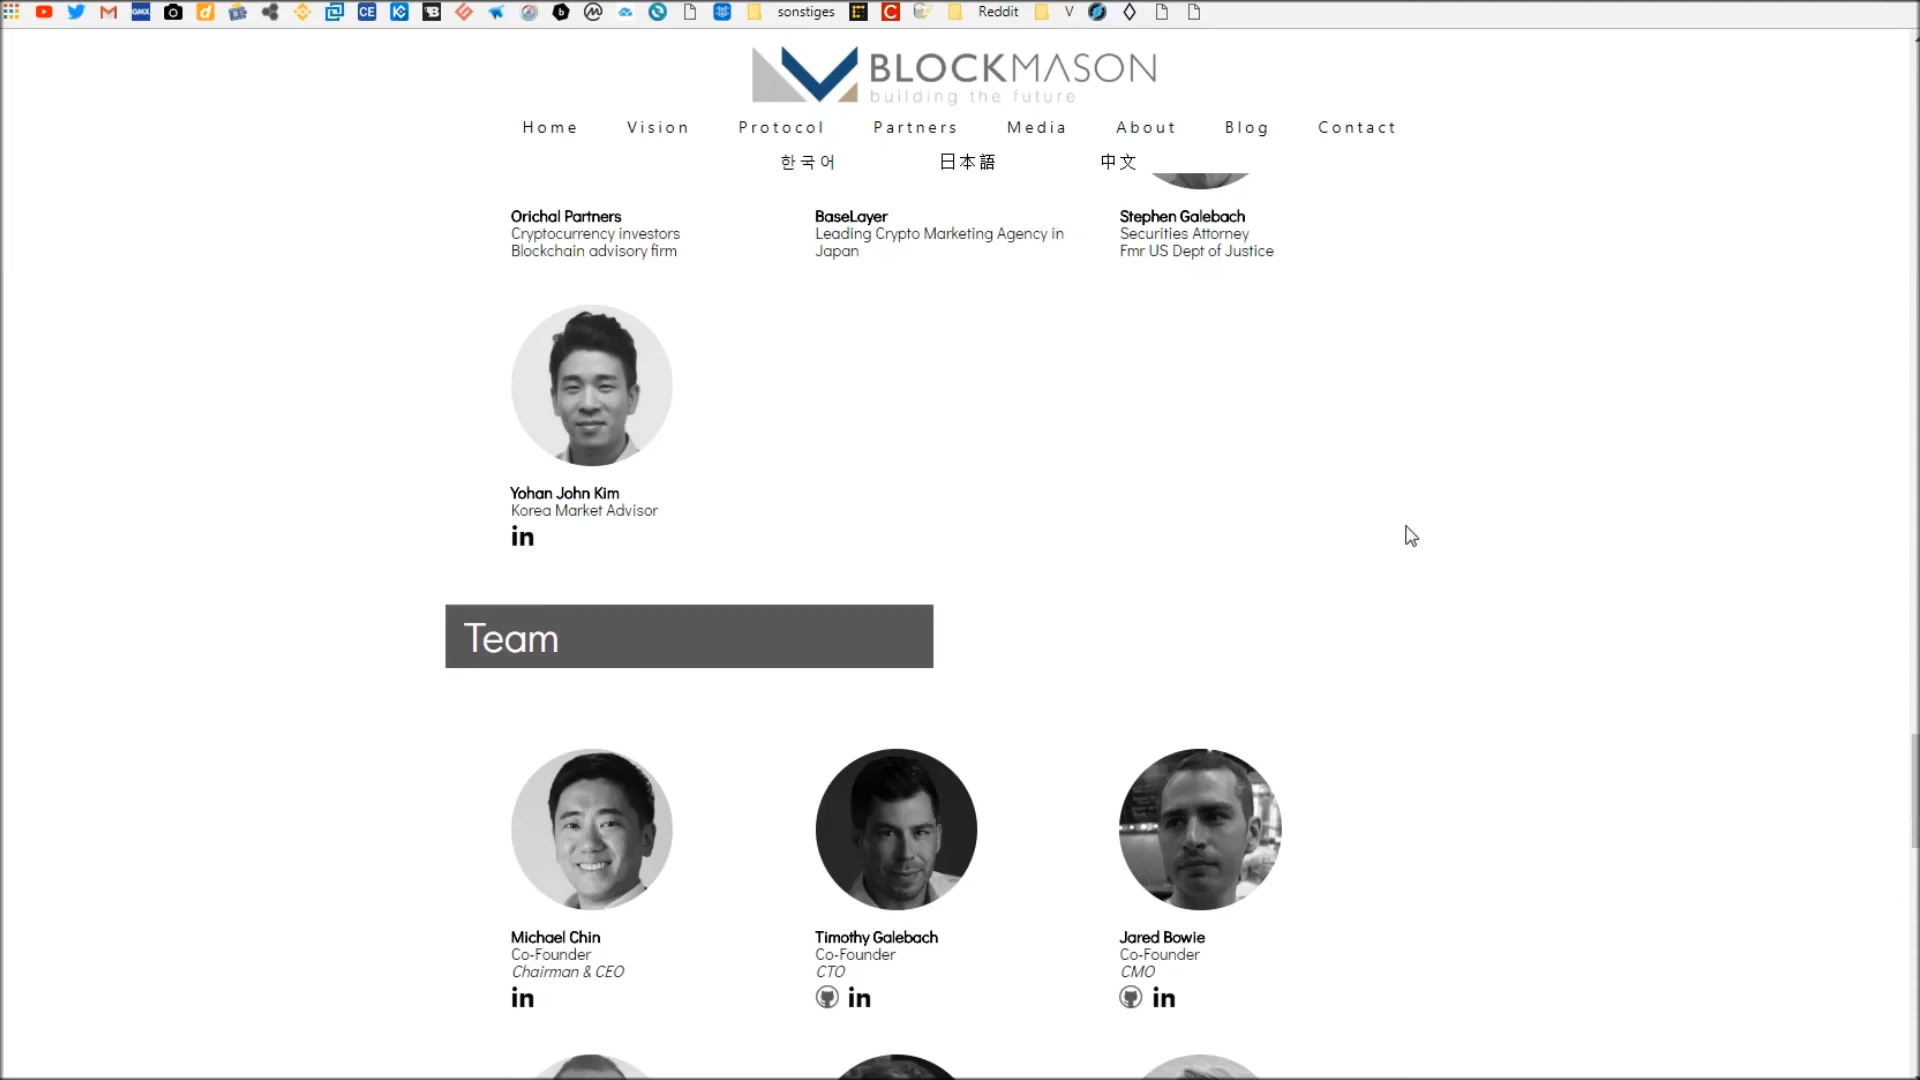 sonstiges
Reddit
V
BLOCKMASON
building the future
Home Vision Protocol Partners Media About Blog Contact
한국어 日本語 中文
Orichal Partners
Cryptocurrency investors
Blockchain advisory firm
BaseLayer
Leading Crypto Marketing Agency in
Japan
Stephen Galebach
Securities Attorney
Fmr US Dept of Justice
Yohan John Kim
Korea Market Advisor
in
Team
Michael Chin
Co-Founder
Chairman & CEO
in
Timothy Galebach
Co-Founder
CTO
in
Jared Bowie
Co-Founder
CMO
in